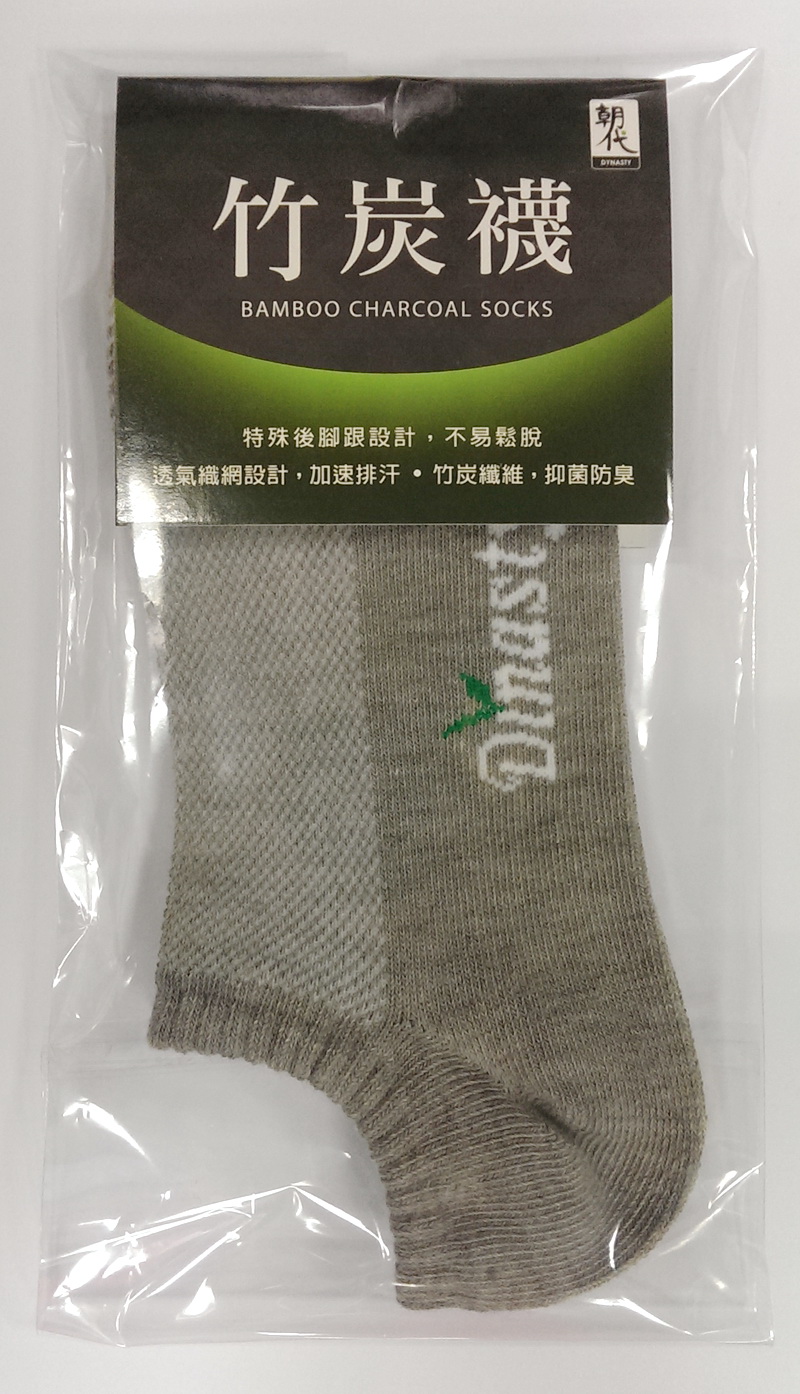 朝代
DYNASTY
竹炭襪
BAMBOO CHARCOAL SOCKS
特殊後腳跟設計，不易鬆脫
透氣織網設計，加速排汗•竹炭纖維，抑菌防臭
Dynasty